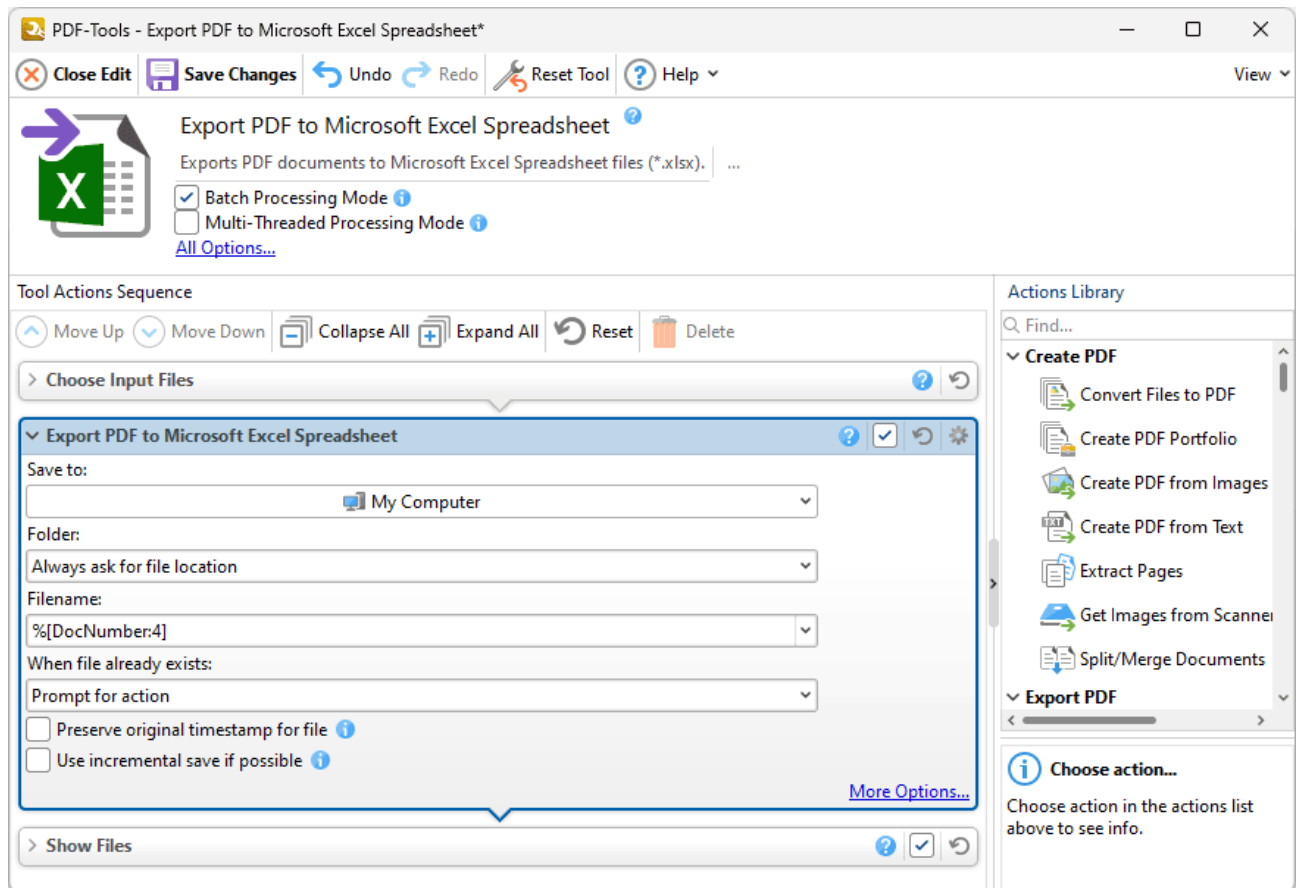 PDF-Tools - Export PDF to Microsoft Excel Spreadsheet*
Close Edit Save Changes Undo Redo Reset Tool Help View
Export PDF to Microsoft Excel Spreadsheet
Exports PDF documents to Microsoft Excel Spreadsheet files (*.xlsx). ...
Batch Processing Mode
Multi-Threaded Processing Mode
All Options...
Tool Actions Sequence
Move Up Move Down Collapse All Expand All Reset Delete
Choose Input Files
Export PDF to Microsoft Excel Spreadsheet
Save to:
My Computer
Folder:
Always ask for file location
Filename:
%[DocNumber:4]
When file already exists:
Prompt for action
Preserve original timestamp for file
Use incremental save if possible
More Options...
Show Files
Actions Library
Find...
Create PDF
Convert Files to PDF
Create PDF Portfolio
Create PDF from Images
TXT
Create PDF from Text
Extract Pages
Get Images from Scanner
Split/Merge Documents
Export PDF
Choose action...
Choose action in the actions list
above to see info.